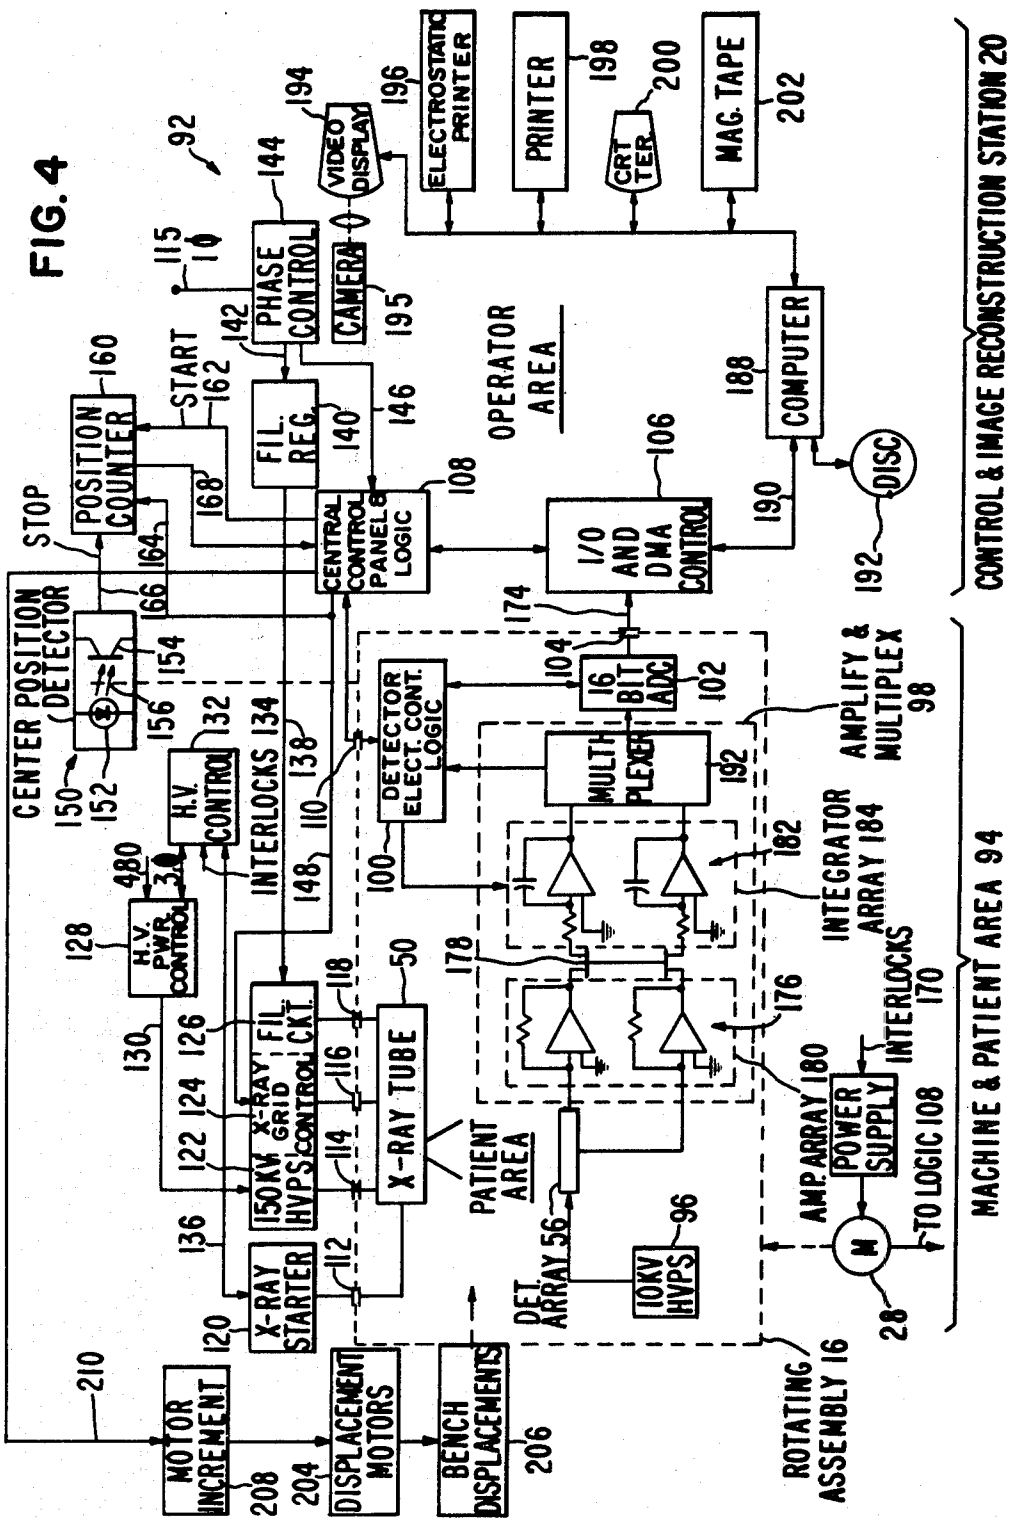 FIG. 4
92
115
1ϕ
144
PHASE CONTROL
142
194
VIDEO DISPLAY
CAMERA
195
196
ELECTROSTATIC PRINTER
PRINTER
198
CRT TER.
200
MAG. TAPE
202
160
POSITION COUNTER
START
162
168
STOP
164
166
FIL. REG.
140
146
OPERATOR AREA
CENTRAL CONTROL PANEL & LOGIC
108
106
I/O AND DMA CONTROL
188
COMPUTER
190
DISC
192
CONTROL & IMAGE RECONSTRUCTION STATION 20
CENTER POSITION DETECTOR
150
152
156
154
132
H.V. CONTROL
INTERLOCKS 134
138
148
110
480
3ϕ
128
H.V. PWR. CONTROL
130
DETECTOR ELECT. CONT. LOGIC
100
174
104
16 BIT ADC
102
MULTI PLEXER
192
AMPLIFY & MULTIPLEX 98
182
INTEGRATOR ARRAY 184
178
176
AMP. ARRAY 180
126
FIL. CKT.
124
X-RAY GRID CONTROL
122
150KV HVPS
136
118
116
114
112
50
X-RAY TUBE
PATIENT AREA
120
X-RAY STARTER
DET. ARRAY 56
96
10KV HVPS
INTERLOCKS 170
POWER SUPPLY
M
28
TO LOGIC 108
MACHINE & PATIENT AREA 94
210
MOTOR INCREMENT
208
204
DISPLACEMENT MOTORS
BENCH DISPLACEMENTS
206
ROTATING ASSEMBLY 16